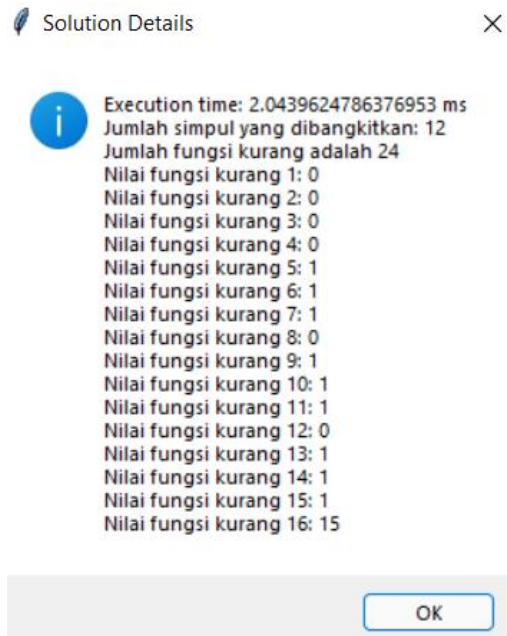 Solution Details
Execution time: 2.0439624786376953 ms
Jumlah simpul yang dibangkitkan: 12
Jumlah fungsi kurang adalah 24
Nilai fungsi kurang 1: 0
Nilai fungsi kurang 2: 0
Nilai fungsi kurang 3: 0
Nilai fungsi kurang 4: 0
Nilai fungsi kurang 5: 1
Nilai fungsi kurang 6: 1
Nilai fungsi kurang 7: 1
Nilai fungsi kurang 8: 0
Nilai fungsi kurang 9: 1
Nilai fungsi kurang 10: 1
Nilai fungsi kurang 11: 1
Nilai fungsi kurang 12: 0
Nilai fungsi kurang 13: 1
Nilai fungsi kurang 14: 1
Nilai fungsi kurang 15: 1
Nilai fungsi kurang 16: 15
OK